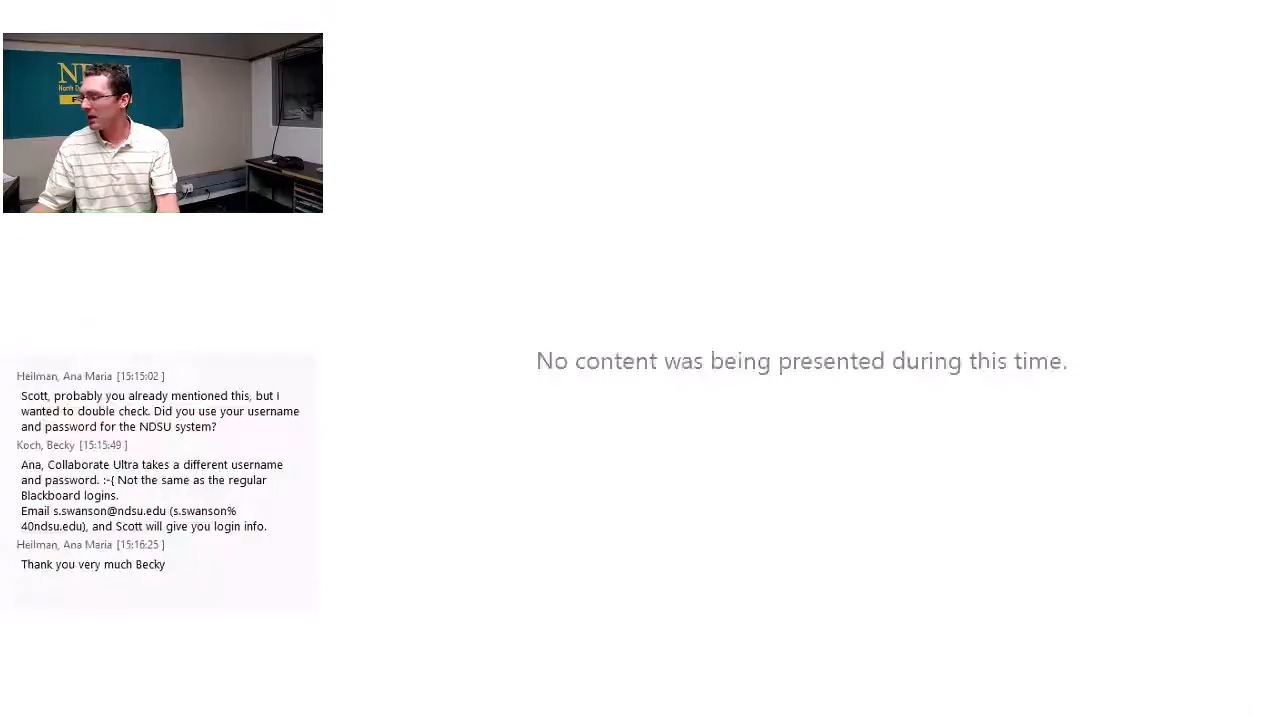 ND
North D
F
Heilman, Ana Maria [15:15:02 ]
Scott, probably you already mentioned this, but I
wanted to double check. Did you use your username
and password for the NDSU system?
Koch, Becky [15:15:49 ]
Ana, Collaborate Ultra takes a different username
and password. :-{ Not the same as the regular
Blackboard logins.
Email s.swanson@ndsu.edu (s.swanson%
40ndsu.edu), and Scott will give you login info.
Heilman, Ana Maria [15:16:25 ]
Thank you very much Becky
No content was being presented during this time.